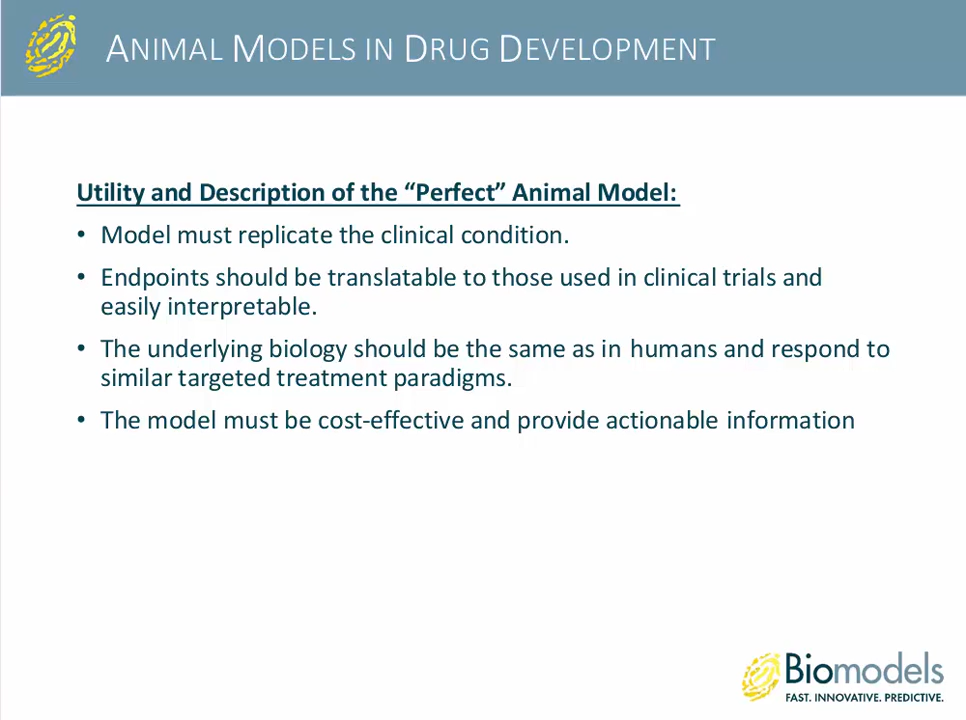 ANIMAL MODELS IN DRUG DEVELOPMENT
Utility and Description of the “Perfect” Animal Model:
• Model must replicate the clinical condition.
• Endpoints should be translatable to those used in clinical trials and
easily interpretable.
• The underlying biology should be the same as in humans and respond to
similar targeted treatment paradigms.
• The model must be cost-effective and provide actionable information
Biomodels
FAST. INNOVATIVE. PREDICTIVE.